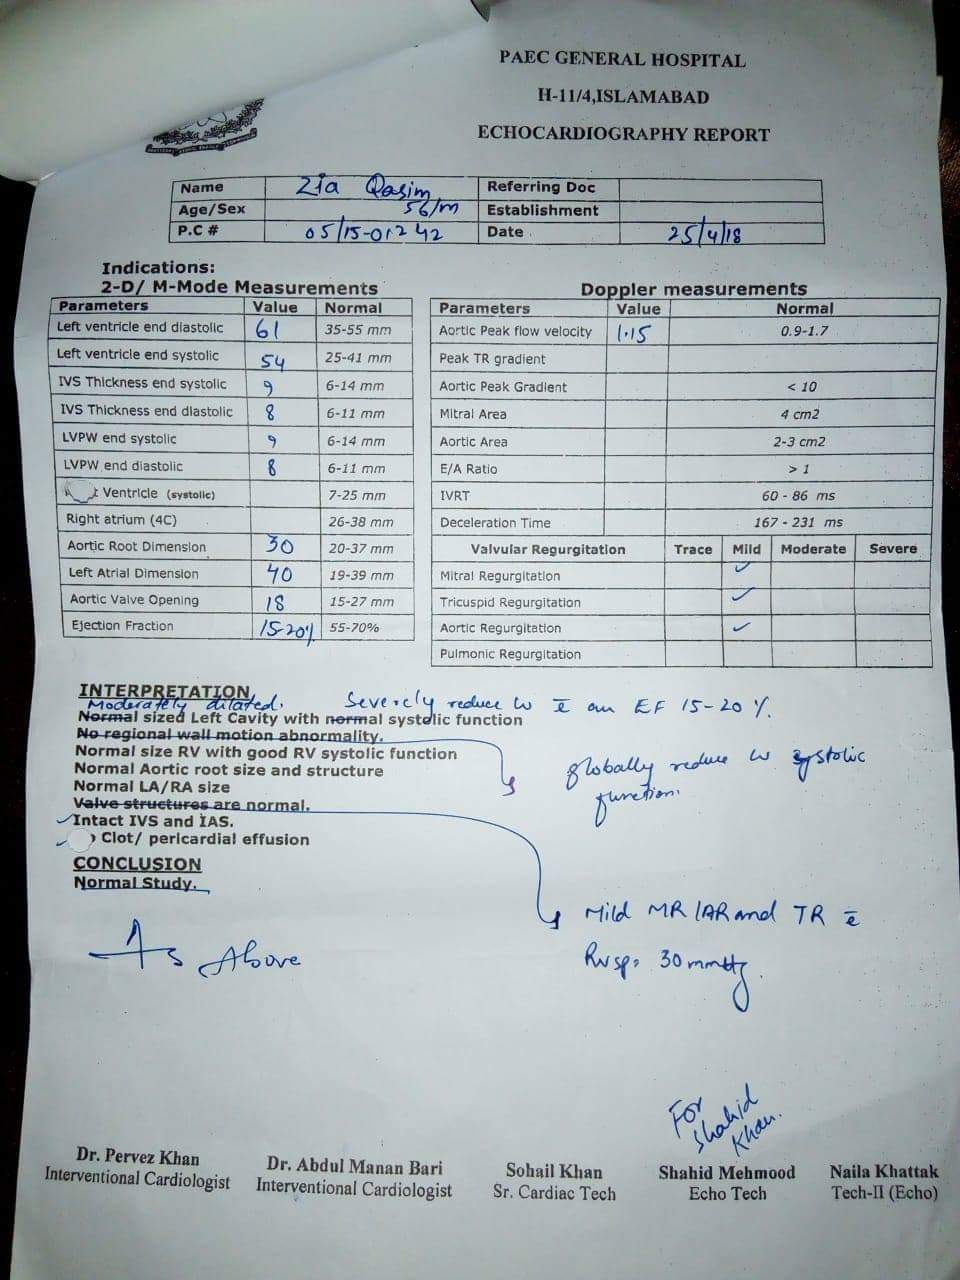 PAEC GENERAL HOSPITAL
H-11/4,ISLAMABAD
ECHOCARDIOGRAPHY REPORT
Name Zia Qasim Referring Doc
Age/Sex 56/m Establishment
P.C # 05/15-01242 Date 25/4/18
Indications:
2-D/ M-Mode Measurements
Parameters Value Normal
Left ventricle end diastolic 61 35-55 mm
Left ventricle end systolic 54 25-41 mm
IVS Thickness end systolic 9 6-14 mm
IVS Thickness end diastolic 8 6-11 mm
LVPW end systolic 9 6-14 mm
LVPW end diastolic 8 6-11 mm
t Ventricle (systolic) 7-25 mm
Right atrium (4C) 26-38 mm
Aortic Root Dimension 30 20-37 mm
Left Atrial Dimension 40 19-39 mm
Aortic Valve Opening 18 15-27 mm
Ejection Fraction 15-20% 55-70%
Doppler measurements
Parameters Value Normal
Aortic Peak flow velocity 1.15 0.9-1.7
Peak TR gradient
Aortic Peak Gradient < 10
Mitral Area 4 cm2
Aortic Area 2-3 cm2
E/A Ratio > 1
IVRT 60 - 86 ms
Deceleration Time 167 - 231 ms
Valvular Regurgitation Trace Mild Moderate Severe
Mitral Regurgitation ✓
Tricuspid Regurgitation ✓
Aortic Regurgitation ✓
Pulmonic Regurgitation
INTERPRETATION
Moderately dilated. Severely reduce LV c̄ an EF 15-20%.
Normal sized Left Cavity with normal systolic function
No regional wall motion abnormality.
Normal size RV with good RV systolic function
Normal Aortic root size and structure
globally reduce LV systolic
function.
Normal LA/RA size
Valve structures are normal.
✓Intact IVS and IAS.
✓ Clot/ pericardial effusion
CONCLUSION
Normal Study.
Mild MR/AR and TR c̄
RVSP= 30mmHg.
As Above
For
Shahid
Khan.
Dr. Pervez Khan
Interventional Cardiologist
Dr. Abdul Manan Bari
Interventional Cardiologist
Sohail Khan
Sr. Cardiac Tech
Shahid Mehmood
Echo Tech
Naila Khattak
Tech-II (Echo)